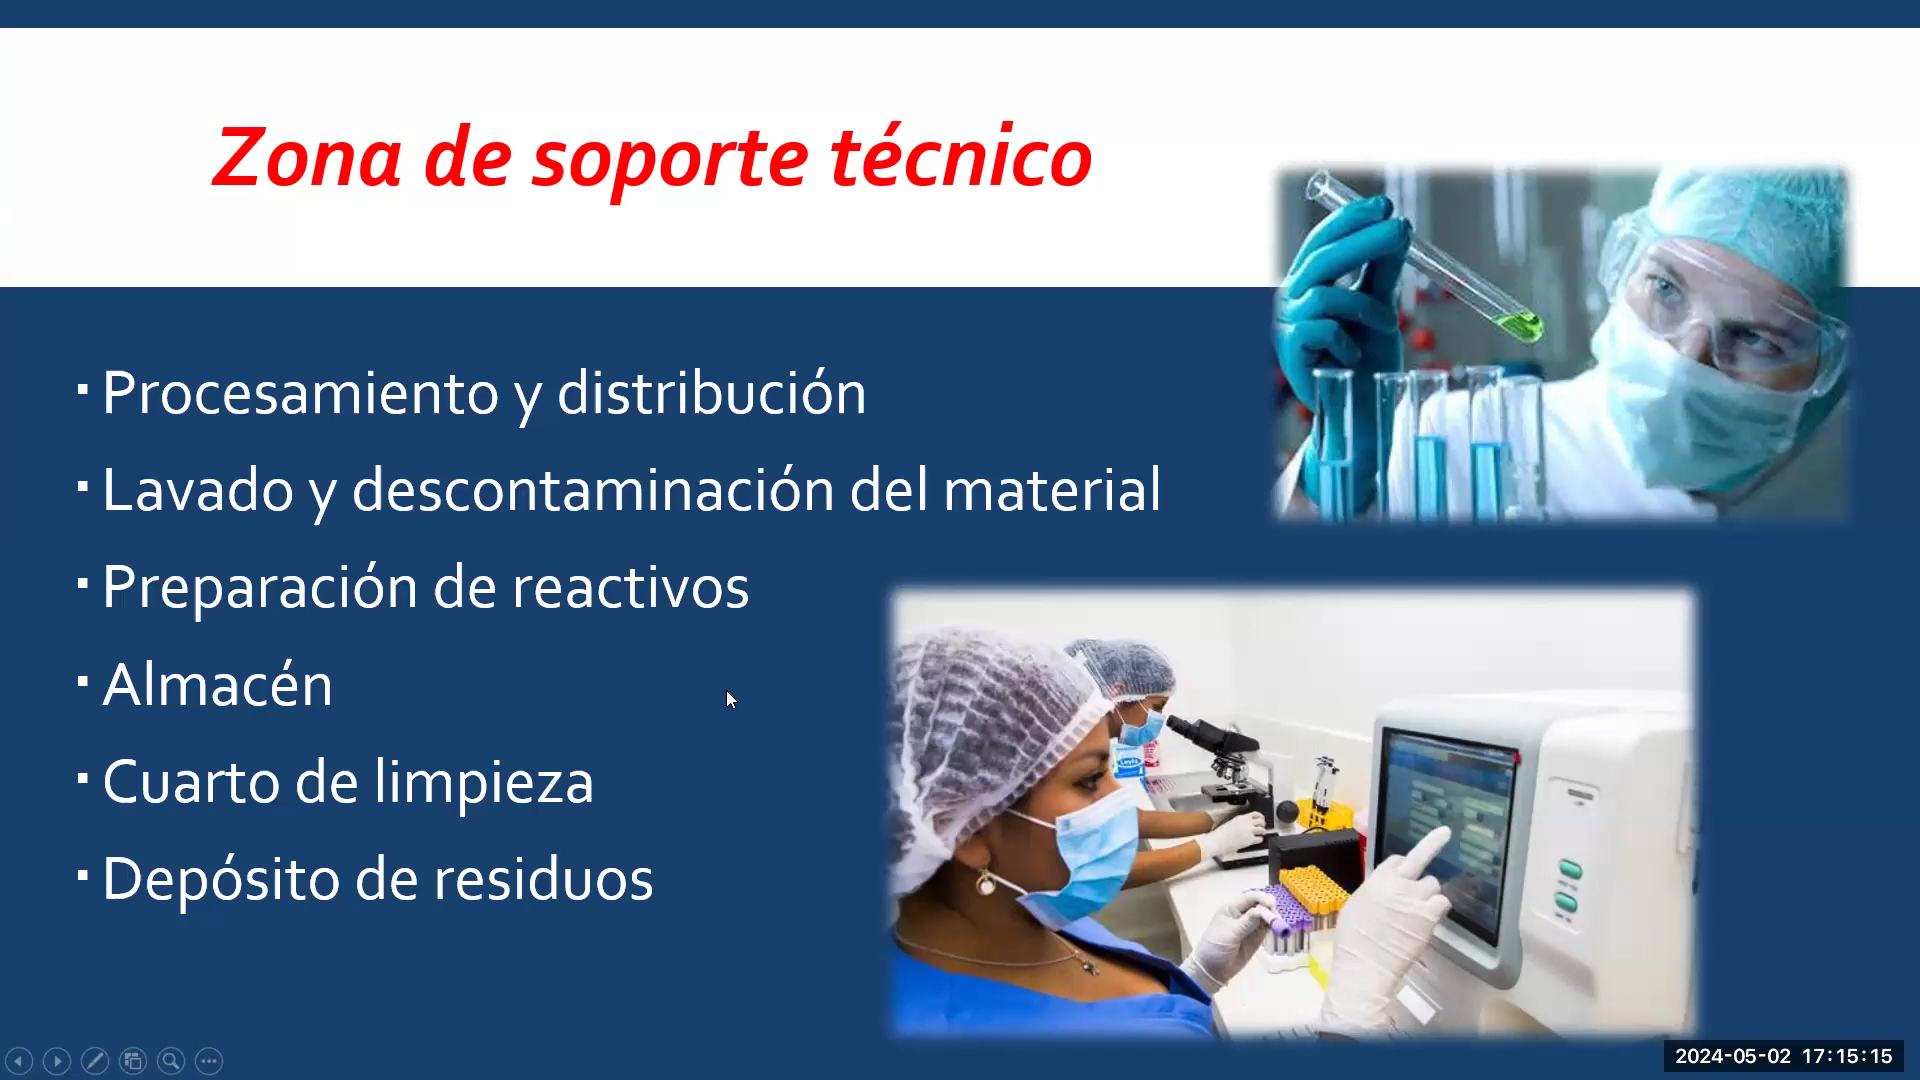 Zona de soporte técnico
▪ Procesamiento y distribución
▪ Lavado y descontaminación del material
▪ Preparación de reactivos
▪ Almacén
▪ Cuarto de limpieza
▪ Depósito de residuos
2024-05-02 17:15:15